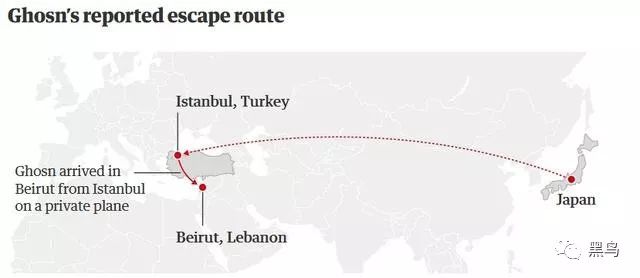 Ghosn’s reported escape route
Istanbul, Turkey
Ghosn arrived in
Beirut from Istanbul
on a private plane
Japan
Beirut, Lebanon
黑鸟